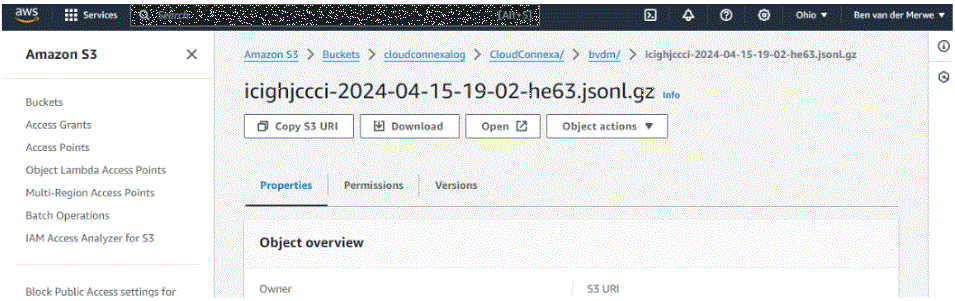 aws Services Search [Alt+S] Ohio ▼ Ben van der Merwe ▼
Amazon S3
Buckets
Access Grants
Access Points
Object Lambda Access Points
Multi-Region Access Points
Batch Operations
IAM Access Analyzer for S3
Block Public Access settings for
Amazon S3 > Buckets > cloudconnexalog > CloudConnexa/ > bvdm/ > icighjccci-2024-04-15-19-02-he63.jsonl.gz
icighjccci-2024-04-15-19-02-he63.jsonl.gz Info
Copy S3 URI Download Open Object actions ▼
Properties Permissions Versions
Object overview
Owner S3 URI